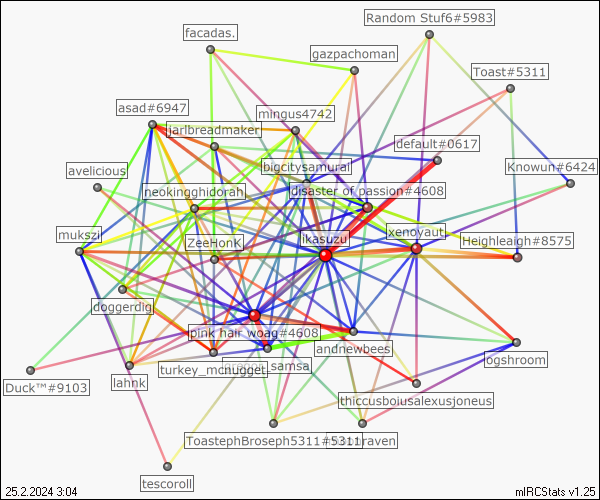 Random Stuf6#5983
facadas.
gazpachoman
Toast#5311
asad#6947
mingus4742
jarlbreadmaker
default#0617
avelicious
bigcitysamurai
Knowun#6424
neokingghidorah
disaster of passion#4608
mukszi
ZeeHonK
ikasuzu
xenovaut
Heighleaigh#8575
doggerdig
pink hair woag#4608
andnewbees
ogshroom
turkey_mcnugget
samsa
Duck™#9103
lahnk
thiccusboiusalexusjoneus
ToastephBroseph5311#5311
raven
tescoroll
25.2.2024 3:04
mIRCStats v1.25